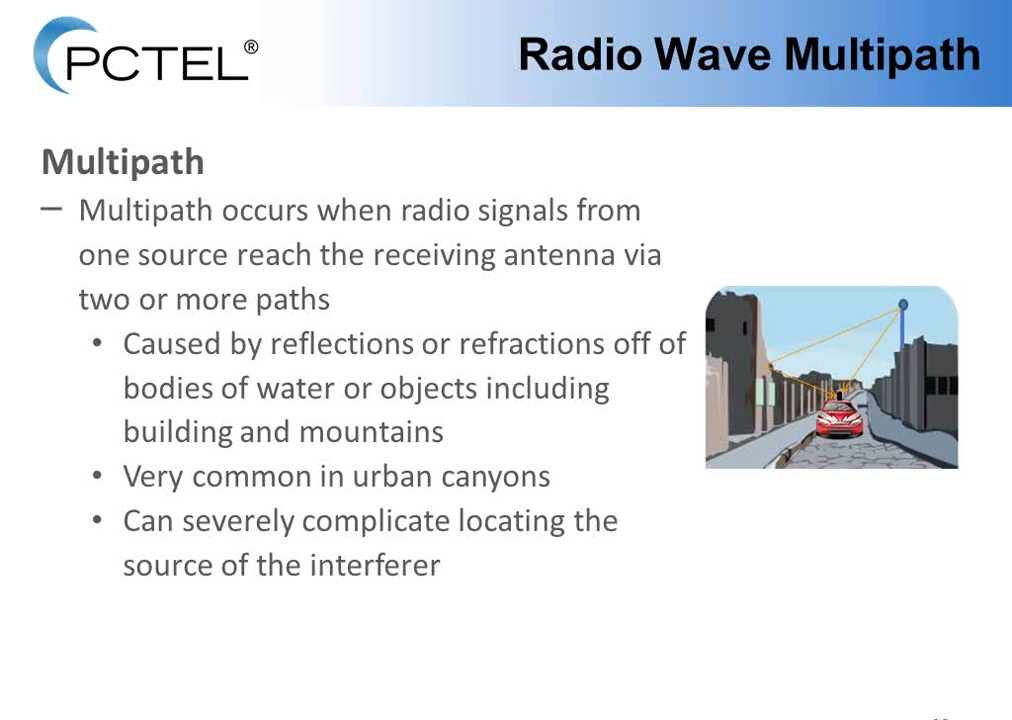 PCTEL®
Radio Wave Multipath
Multipath
– Multipath occurs when radio signals from
one source reach the receiving antenna via
two or more paths
• Caused by reflections or refractions off of
bodies of water or objects including
building and mountains
• Very common in urban canyons
• Can severely complicate locating the
source of the interferer